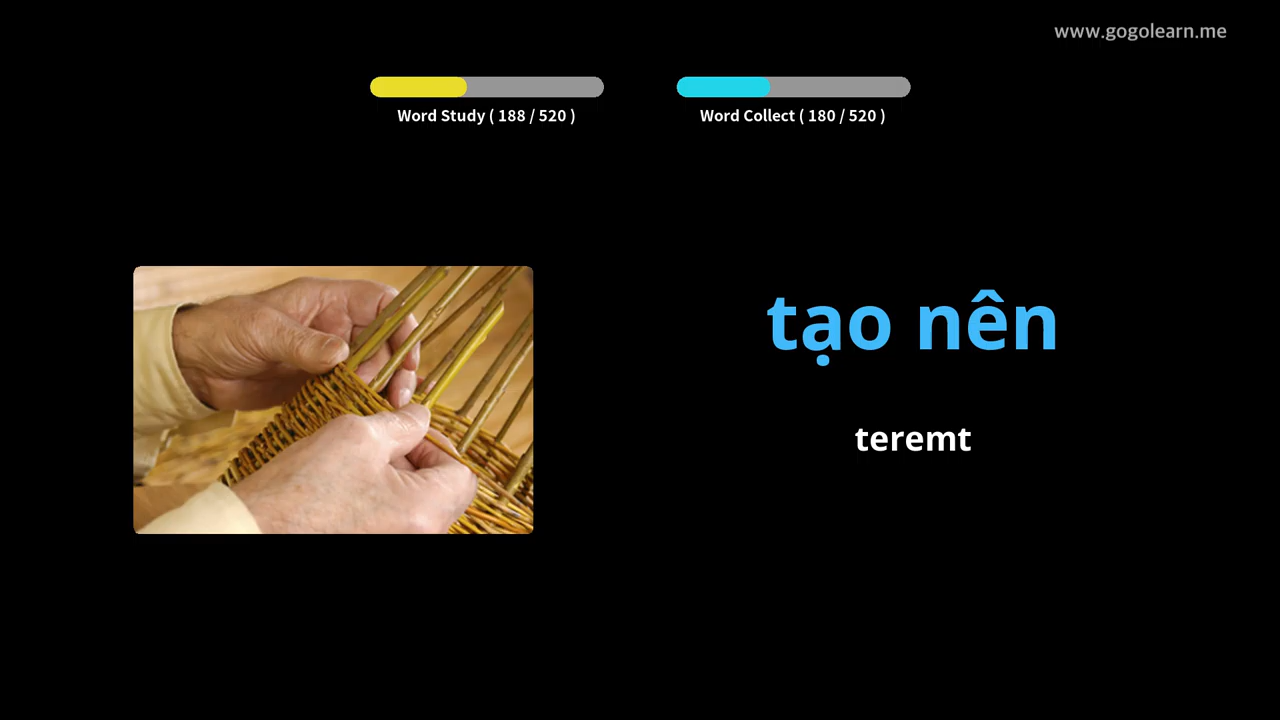 www.gogolearn.me
Word Study ( 188 / 520 )
Word Collect ( 180 / 520 )
tạo nên
teremt